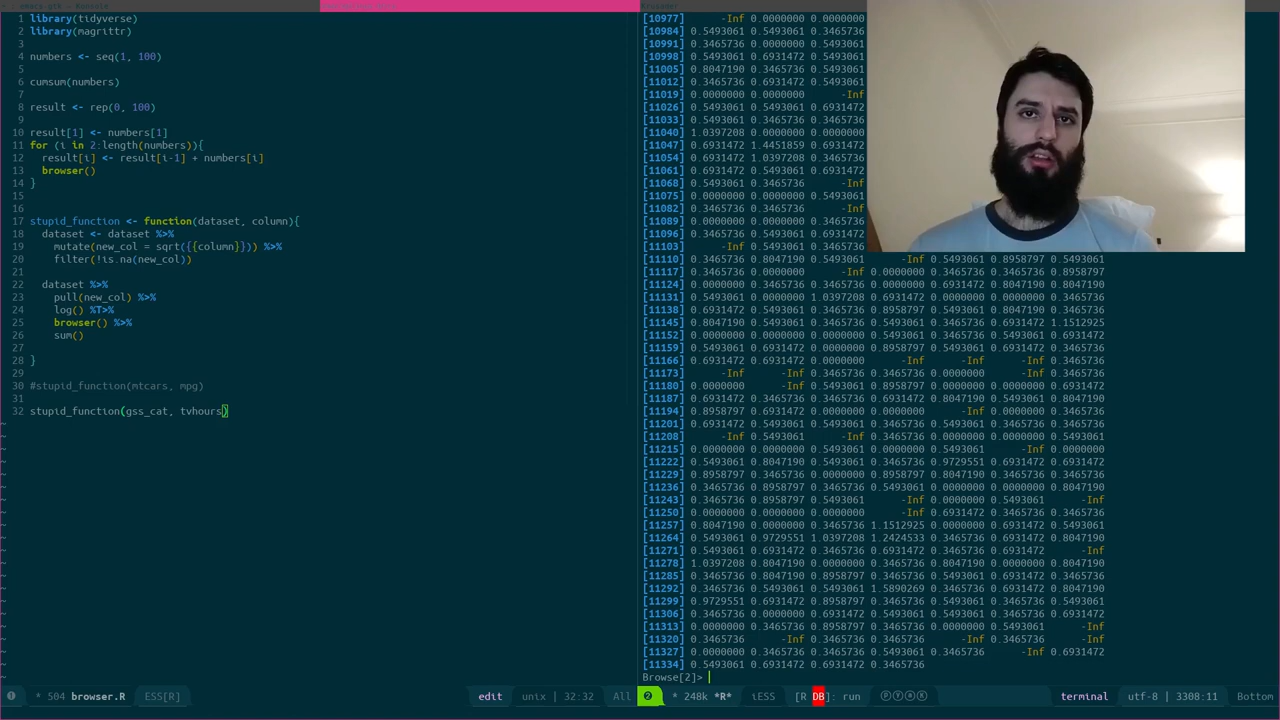 emacs-gtk — Konsole
1 library(tidyverse)
2 library(magrittr)
3
4 numbers <- seq(1, 100)
5
6 cumsum(numbers)
7
8 result <- rep(0, 100)
9
10 result[1] <- numbers[1]
11 for (i in 2:length(numbers)){
12 result[i] <- result[i-1] + numbers[i]
13 browser()
14 }
15
16
17 stupid_function <- function(dataset, column){
18 dataset <- dataset %>%
19 mutate(new_col = sqrt({{column}})) %>%
20 filter(!is.na(new_col))
21
22 dataset %>%
23 pull(new_col) %>%
24 log() %T>%
25 browser() %>%
26 sum()
27
28 }
29
30 #stupid_function(mtcars, mpg)
31
32 stupid_function(gss_cat, tvhours)
* 504 browser.R ESS[R] edit unix | 32:32 All
[10977] -Inf 0.0000000 0.0000000
[10984] 0.5493061 0.5493061 0.3465736
[10991] 0.3465736 0.0000000 0.5493061
[10998] 0.5493061 0.6931472 0.5493061
[11005] 0.8047190 0.3465736 0.5493061
[11012] 0.3465736 0.6931472 0.5493061
[11019] 0.0000000 0.0000000 -Inf
[11026] 0.5493061 0.5493061 0.6931472
[11033] 0.5493061 0.3465736 0.5493061
[11040] 1.0397208 0.0000000 0.0000000
[11047] 0.6931472 1.4451859 0.6931472
[11054] 0.6931472 1.0397208 0.3465736
[11061] 0.6931472 0.5493061 0.6931472
[11068] 0.5493061 0.3465736 -Inf
[11075] 0.0000000 0.0000000 0.5493061
[11082] 0.3465736 0.3465736 -Inf
[11089] 0.0000000 0.0000000 0.3465736
[11096] 0.3465736 0.5493061 0.6931472
[11103] -Inf 0.5493061 0.3465736
[11110] 0.3465736 0.8047190 0.5493061 -Inf 0.5493061 0.8958797 0.5493061
[11117] 0.3465736 0.0000000 -Inf 0.0000000 0.3465736 0.3465736 0.8958797
[11124] 0.0000000 0.3465736 0.3465736 0.0000000 0.6931472 0.8047190 0.8047190
[11131] 0.5493061 0.0000000 1.0397208 0.6931472 0.0000000 0.0000000 0.3465736
[11138] 0.6931472 0.5493061 0.3465736 0.8958797 0.5493061 0.8047190 0.3465736
[11145] 0.8047190 0.5493061 0.3465736 0.5493061 0.3465736 0.6931472 1.1512925
[11152] 0.0000000 0.0000000 0.0000000 0.5493061 0.6931472 0.5493061 0.3465736
[11159] 0.5493061 0.6931472 0.0000000 0.8958797 0.5493061 0.3465736 0.3465736
[11166] 0.6931472 0.6931472 0.0000000 -Inf -Inf -Inf 0.3465736
[11173] -Inf -Inf 0.3465736 0.3465736 0.0000000 -Inf 0.3465736
[11180] 0.0000000 -Inf 0.3465736 0.8958797 0.0000000 0.0000000 0.6931472
[11187] 0.6931472 0.3465736 0.3465736 0.6931472 0.8047190 0.5493061 0.8047190
[11194] 0.8958797 0.6931472 0.0000000 0.0000000 -Inf 0.0000000 0.3465736
[11201] 0.6931472 0.5493061 0.3465736 0.5493061 0.3465736 0.5493061 0.3465736
[11208] -Inf 0.5493061 -Inf 0.3465736 0.0000000 0.0000000 0.5493061
[11215] 0.0000000 0.0000000 0.5493061 0.0000000 0.5493061 -Inf 0.0000000
[11222] 0.5493061 0.8047190 0.5493061 0.3465736 0.9729551 0.6931472 0.6931472
[11229] 0.8958797 0.3465736 0.0000000 0.8958797 0.8047190 0.3465736 0.3465736
[11236] 0.3465736 0.8958797 0.3465736 0.5493061 0.0000000 0.0000000 0.8047190
[11243] 0.3465736 0.8958797 0.5493061 -Inf 0.0000000 0.5493061 -Inf
[11250] 0.0000000 0.0000000 0.0000000 -Inf 0.6931472 0.3465736 0.3465736
[11257] 0.8047190 0.0000000 0.3465736 1.1512925 0.0000000 0.6931472 0.5493061
[11264] 0.5493061 0.9729551 1.0397208 1.2424533 0.3465736 0.6931472 0.8047190
[11271] 0.5493061 0.6931472 0.3465736 0.6931472 0.3465736 0.6931472 -Inf
[11278] 1.0397208 0.8047190 0.0000000 0.5493061 0.3465736 0.8047190 0.8047190
[11285] 0.3465736 0.8047190 0.8958797 0.3465736 0.5493061 0.6931472 0.3465736
[11292] 0.3465736 0.5493061 0.5493061 1.5890269 0.3465736 0.6931472 0.8047190
[11299] 0.9729551 0.6931472 0.8958797 0.3465736 0.5493061 0.3465736 0.3465736
[11306] 0.3465736 0.0000000 0.6931472 0.5493061 0.3465736 0.3465736 0.6931472
[11313] 0.0000000 0.3465736 0.8958797 0.3465736 0.0000000 0.5493061 -Inf
[11320] 0.3465736 -Inf 0.3465736 0.3465736 -Inf 0.3465736 -Inf
[11327] 0.0000000 0.3465736 0.3465736 0.5493061 0.3465736 -Inf 0.6931472
[11334] 0.5493061 0.6931472 0.6931472 0.3465736
Browse[2]>
* 248k *R* iESS [R DB]: run terminal utf-8 | 3308:11 Bottom